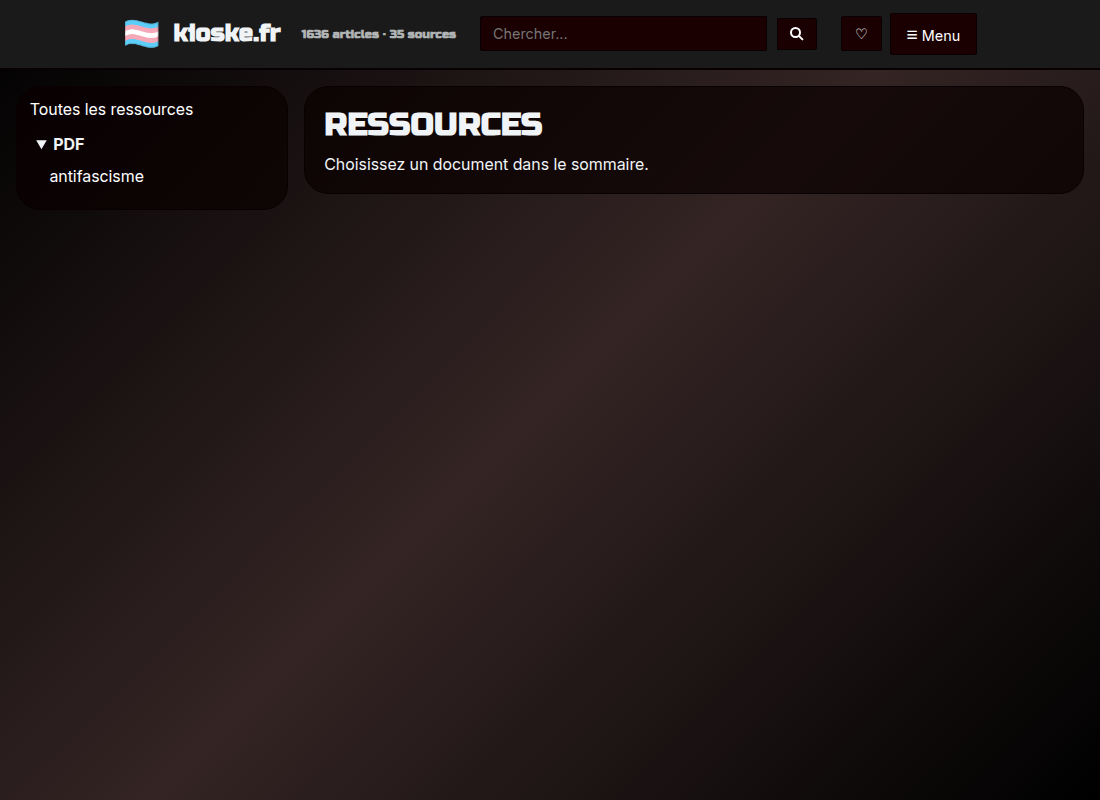 kioske.fr
1636 articles · 35 sources
Chercher...
♡
≡ Menu
Toutes les ressources
▼ PDF
antifascisme
RESSOURCES
Choisissez un document dans le sommaire.